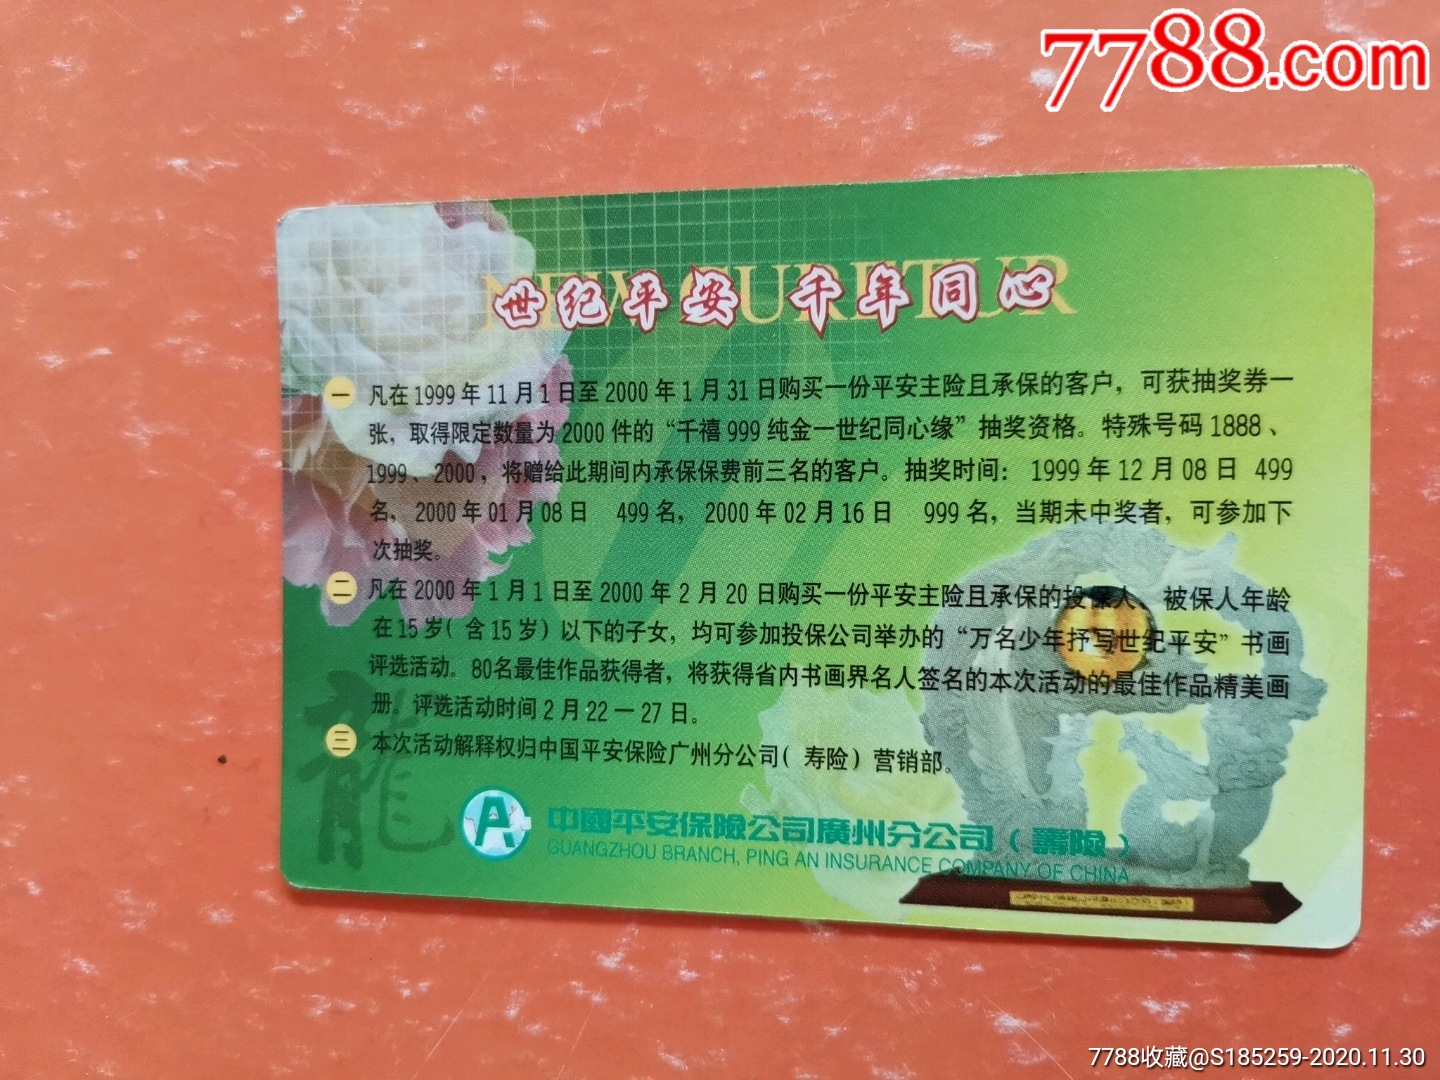 7788.com
NEW CURETUR
世纪平安 千年同心
一 凡在1999年11月1日至2000年1月31日购买一份平安主险且承保的客户，可获抽奖券一
张，取得限定数量为2000件的“千禧999纯金一世纪同心缘”抽奖资格。特殊号码1888、
1999、2000，将赠给此期间内承保保费前三名的客户。抽奖时间：1999年12月08日 499
名，2000年01月08日 499名，2000年02月16日 999名，当期未中奖者，可参加下
次抽奖。
二 凡在2000年1月1日至2000年2月20日购买一份平安主险且承保的投保人、被保人年龄
在15岁（含15岁）以下的子女，均可参加投保公司举办的“万名少年抒写世纪平安”书画
评选活动。80名最佳作品获得者，将获得省内书画界名人签名的本次活动的最佳作品精美画
册。评选活动时间2月22一27日。
三 本次活动解释权归中国平安保险广州分公司（寿险）营销部。
龍
中國平安保險公司廣州分公司（壽險）
GUANGZHOU BRANCH, PING AN INSURANCE COMPANY OF CHINA
7788收藏@S185259-2020.11.30